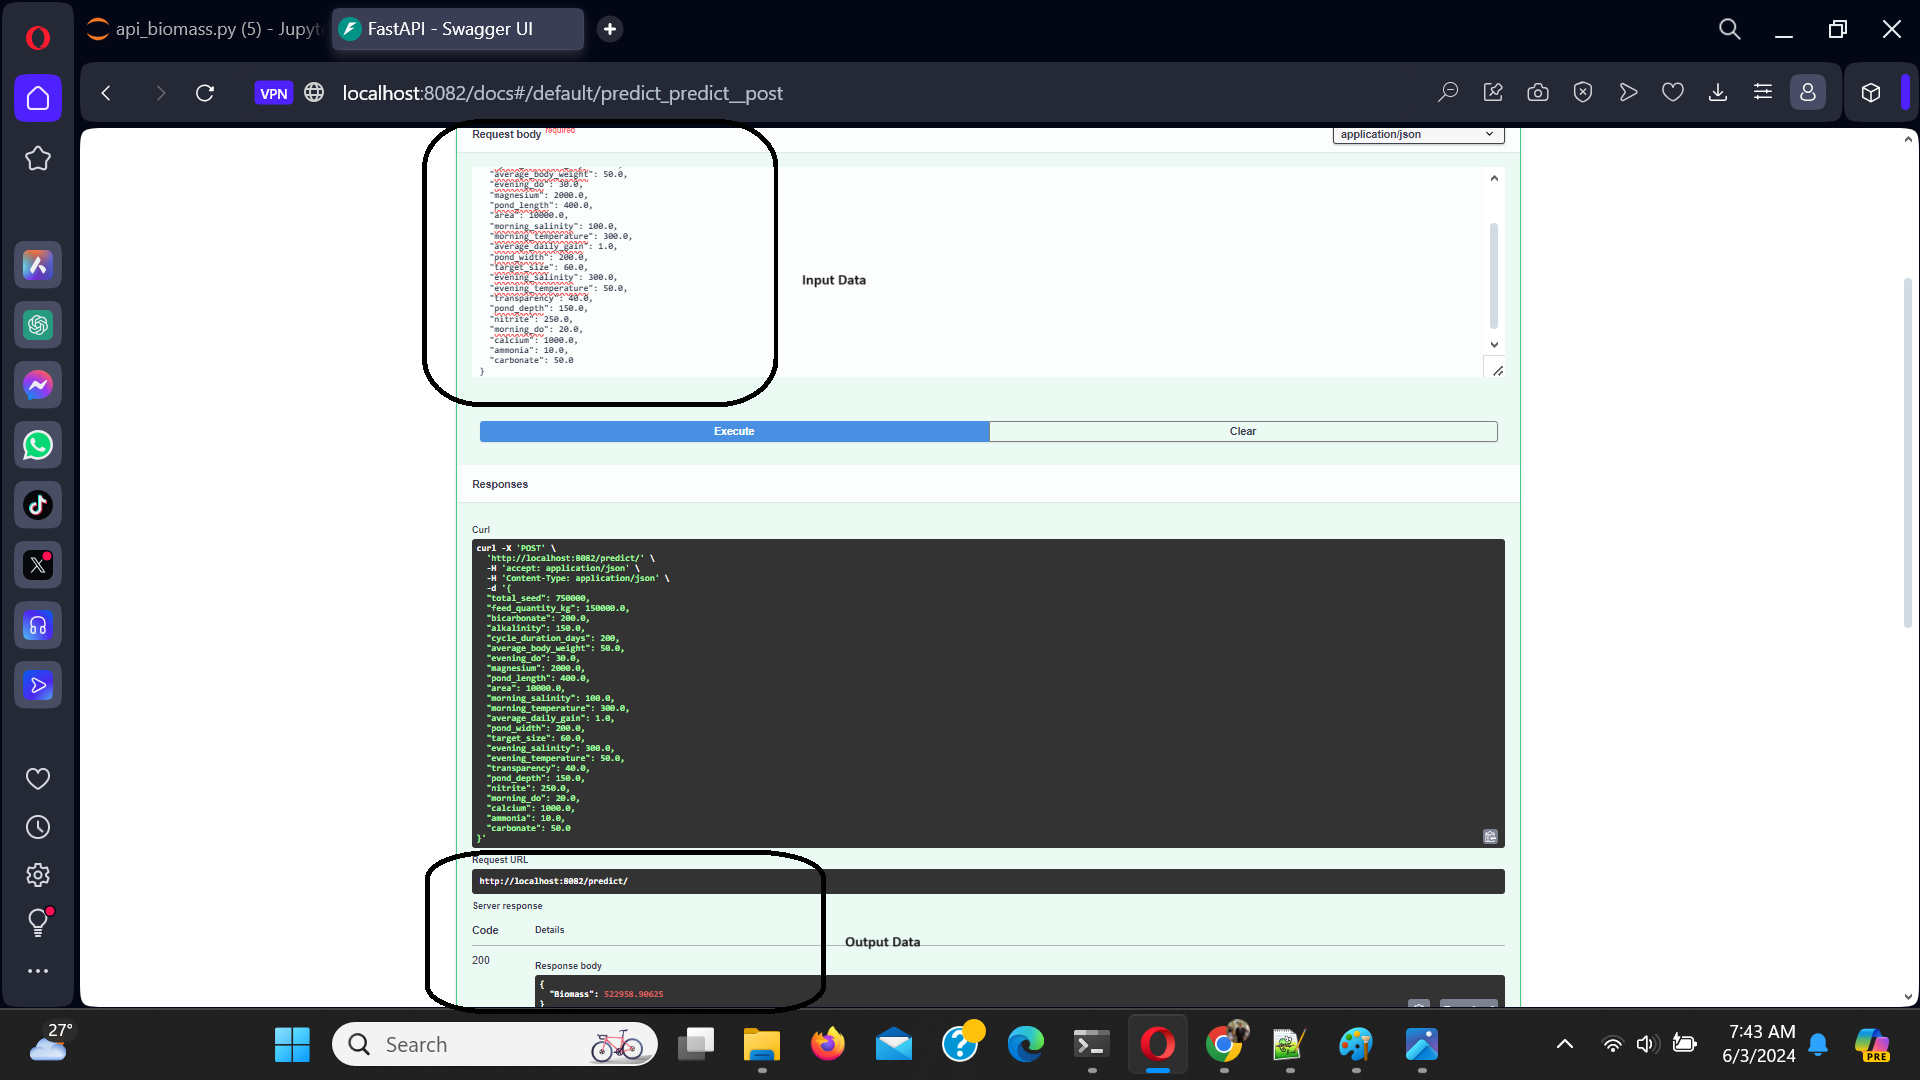 api_biomass.py (5) - Jupyt
FastAPI - Swagger UI
VPN
localhost:8082/docs#/default/predict_predict__post
Request body required
application/json
"average_body_weight": 50.0,
"evening_do": 30.0,
"magnesium": 2000.0,
"pond_length": 400.0,
"area": 10000.0,
"morning_salinity": 100.0,
"morning_temperature": 300.0,
"average_daily_gain": 1.0,
"pond_width": 200.0,
"target_size": 60.0,
"evening_salinity": 300.0,
"evening_temperature": 50.0,
"transparency": 40.0,
"pond_depth": 150.0,
"nitrite": 250.0,
"morning_do": 20.0,
"calcium": 1000.0,
"ammonia": 10.0,
"carbonate": 50.0
}
Input Data
Execute
Clear
Responses
Curl
curl -X 'POST' \
'http://localhost:8082/predict/' \
-H 'accept: application/json' \
-H 'Content-Type: application/json' \
-d '{
"total_seed": 750000,
"feed_quantity_kg": 150000.0,
"bicarbonate": 200.0,
"alkalinity": 150.0,
"cycle_duration_days": 200,
"average_body_weight": 50.0,
"evening_do": 30.0,
"magnesium": 2000.0,
"pond_length": 400.0,
"area": 10000.0,
"morning_salinity": 100.0,
"morning_temperature": 300.0,
"average_daily_gain": 1.0,
"pond_width": 200.0,
"target_size": 60.0,
"evening_salinity": 300.0,
"evening_temperature": 50.0,
"transparency": 40.0,
"pond_depth": 150.0,
"nitrite": 250.0,
"morning_do": 20.0,
"calcium": 1000.0,
"ammonia": 10.0,
"carbonate": 50.0
}'
Request URL
http://localhost:8082/predict/
Server response
Code
Details
Output Data
200
Response body
{
"Biomass": 522958.90625
}
27°
Search
7:43 AM
6/3/2024
PRE